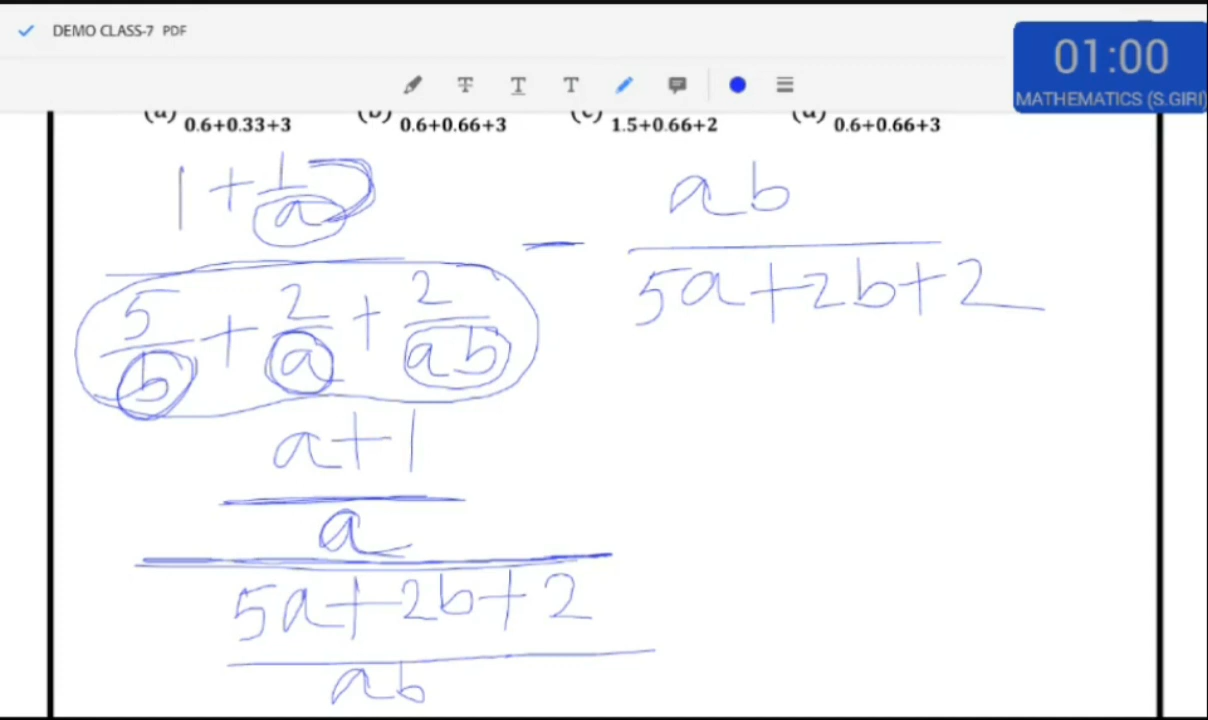 DEMO CLASS-7 PDF
01:00
MATHEMATICS (S.GIRI)
T T T
(a) 0.6+0.33+3 (b) 0.6+0.66+3 (c) 1.5+0.66+2 (d) 0.6+0.66+3
1 + 1/a
5/b + 2/a + 2/ab
–
ab
5a+2b+2
a+1
a
5a+2b+2
ab